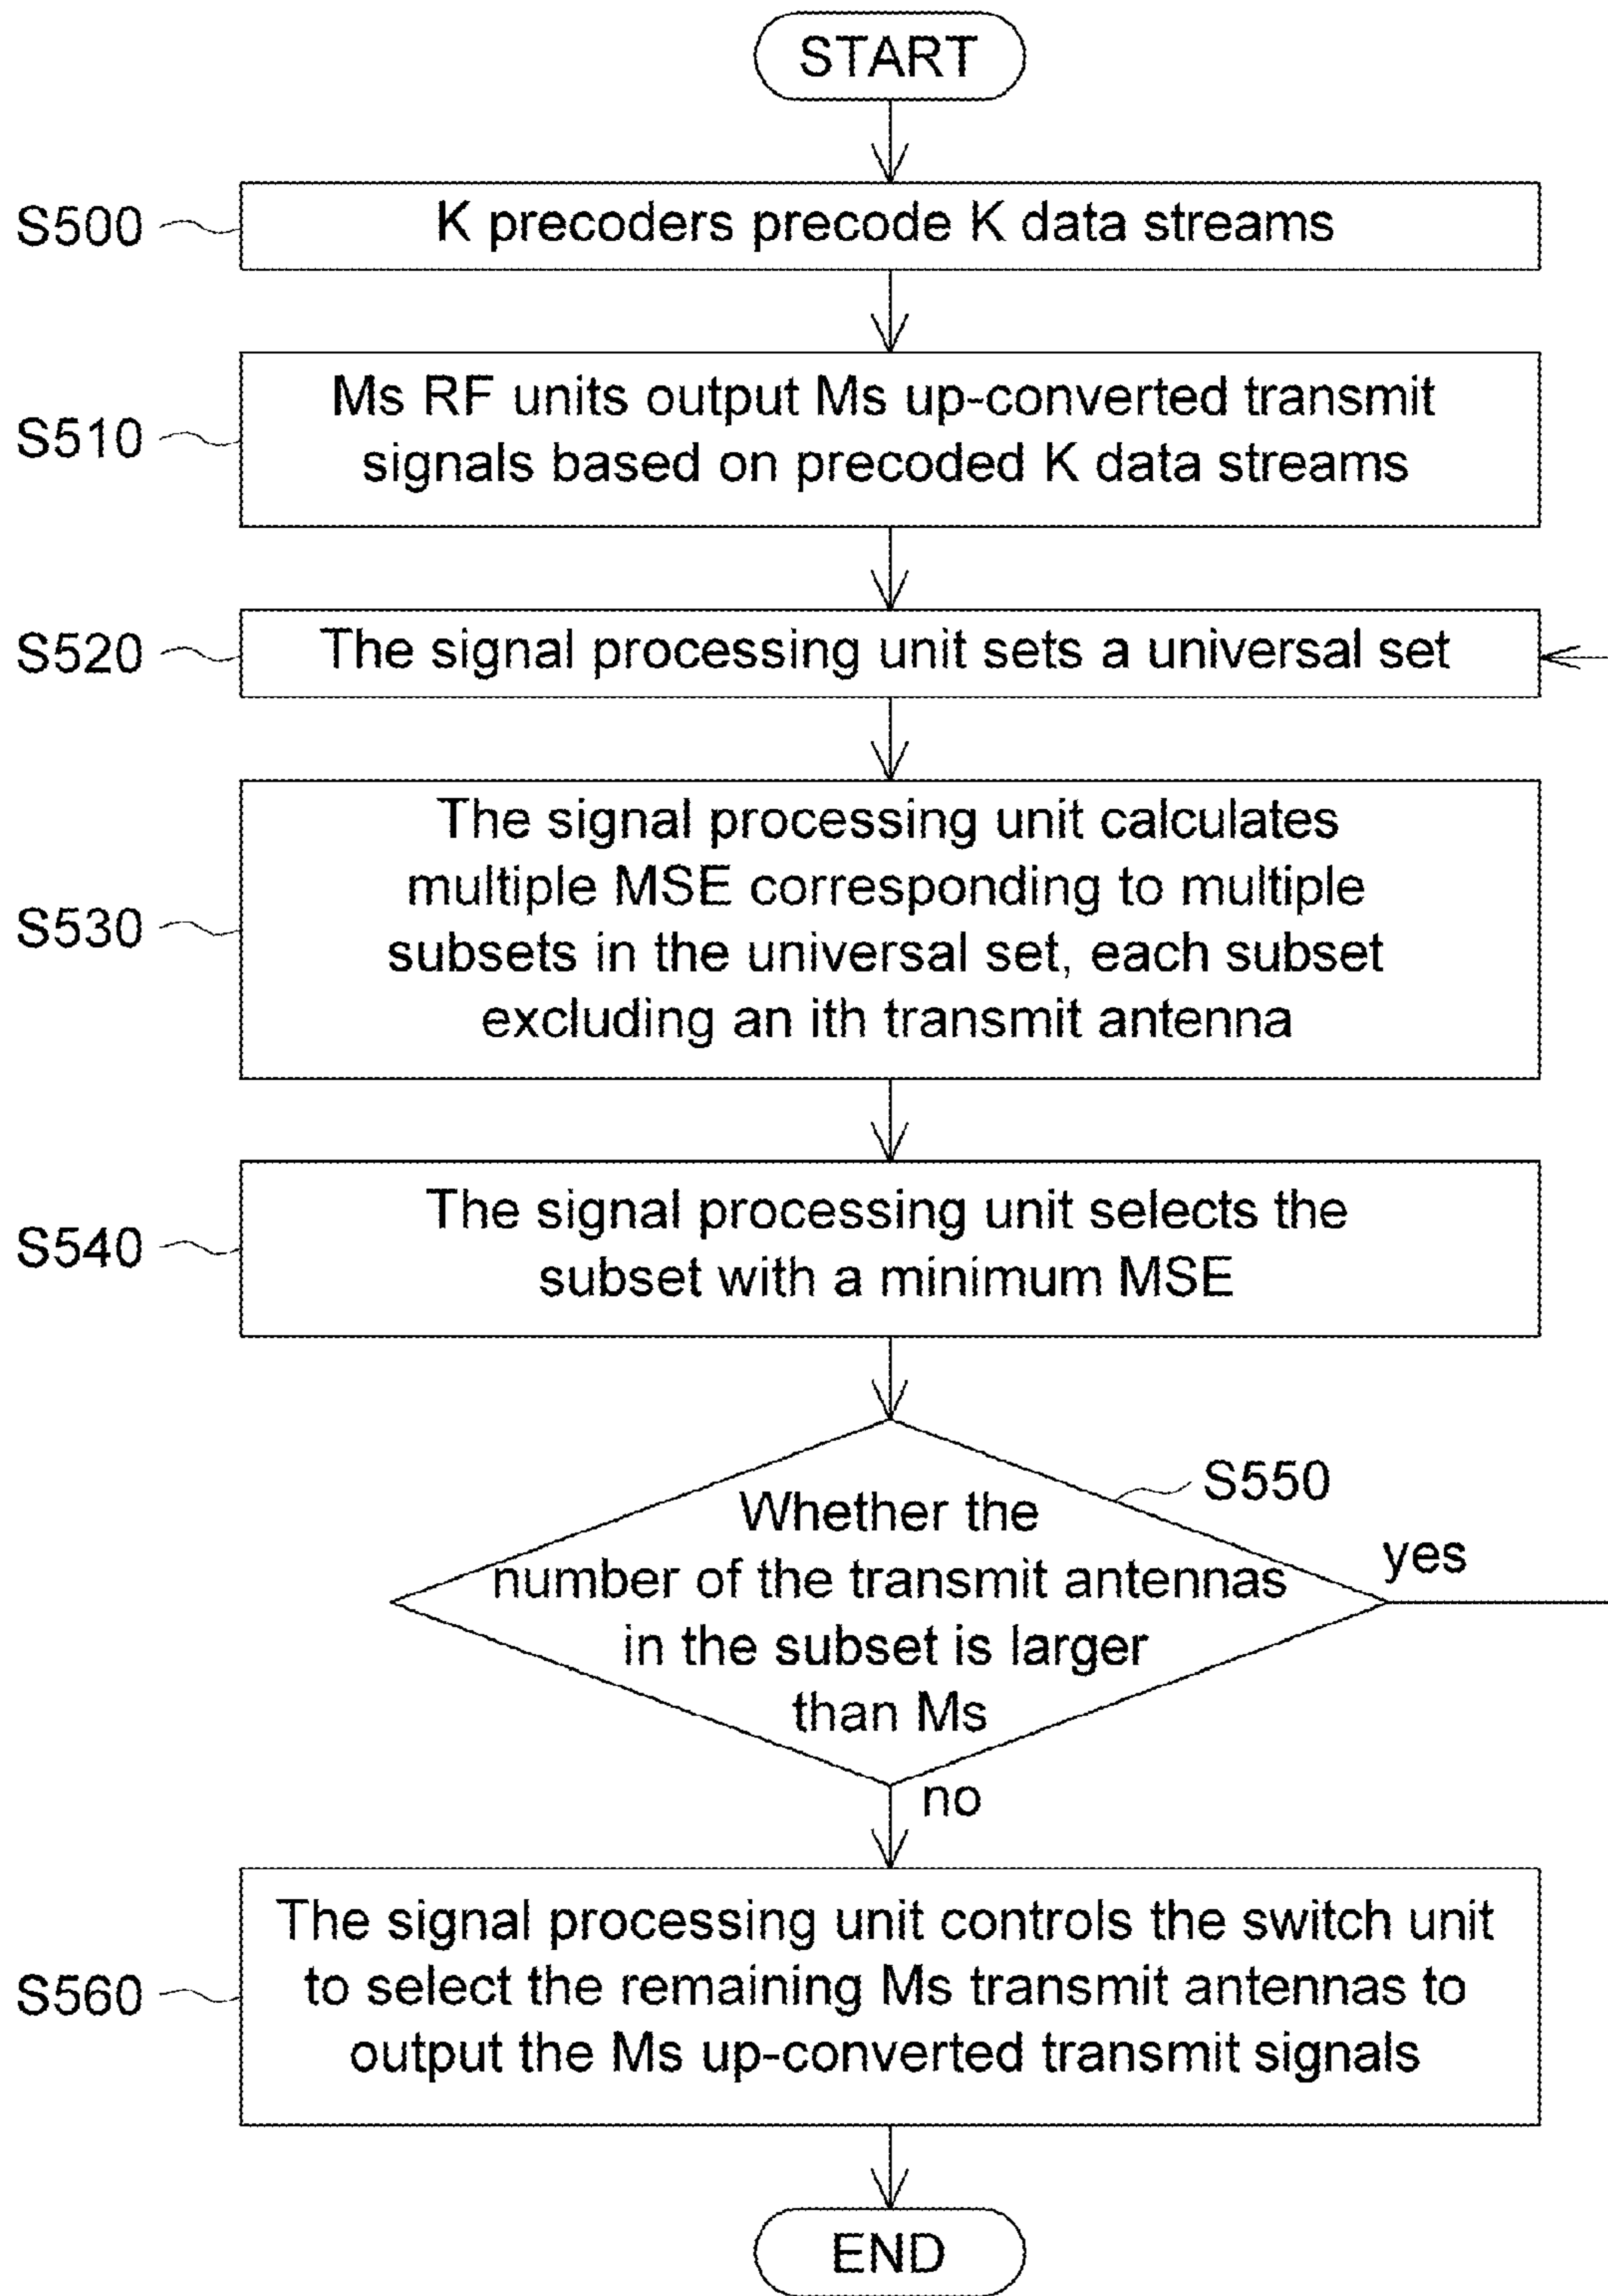 START
S500
K precoders precode K data streams
S510
Ms RF units output Ms up-converted transmit
signals based on precoded K data streams
S520
The signal processing unit sets a universal set
S530
The signal processing unit calculates
multiple MSE corresponding to multiple
subsets in the universal set, each subset
excluding an ith transmit antenna
S540
The signal processing unit selects the
subset with a minimum MSE
S550
Whether the
number of the transmit antennas
in the subset is larger
than Ms
yes
no
S560
The signal processing unit controls the switch unit
to select the remaining Ms transmit antennas to
output the Ms up-converted transmit signals
END